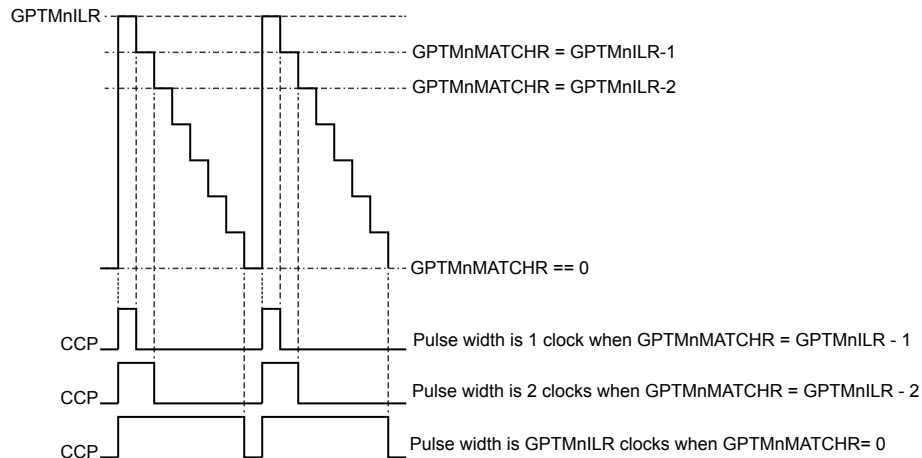 GPTMnILR
GPTMnMATCHR = GPTMnILR-1
GPTMnMATCHR = GPTMnILR-2
GPTMnMATCHR == 0
CCP
Pulse width is 1 clock when GPTMnMATCHR = GPTMnILR - 1
CCP
Pulse width is 2 clocks when GPTMnMATCHR = GPTMnILR - 2
CCP
Pulse width is GPTMnILR clocks when GPTMnMATCHR= 0